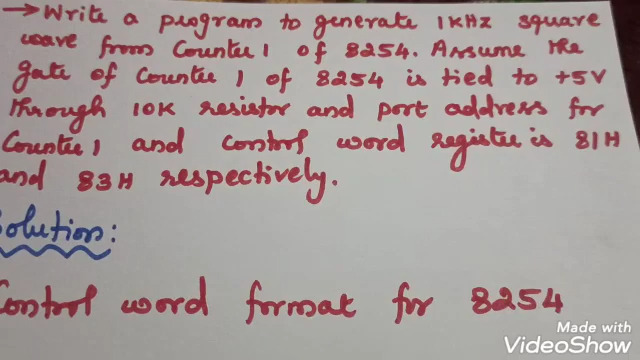 → Write a program to generate 1KHz square
wave from Counter 1 of 8254. Assume the
gate of Counter 1 of 8254 is tied to +5V
through 10K resistor and port address for
Counter 1 and control word register is 81H
and 83H respectively.
Solution:
Control word format for 8254
Made with
VideoShow